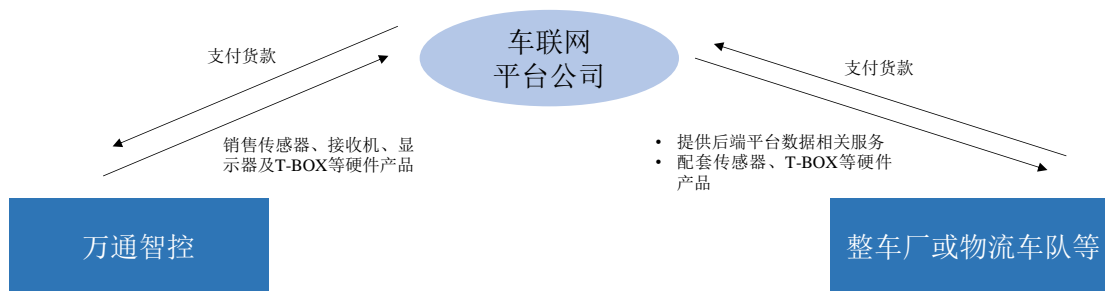 车联网
平台公司
支付货款
支付货款
销售传感器、接收机、显
示器及T-BOX等硬件产品
• 提供后端平台数据相关服务
• 配套传感器、T-BOX等硬件
产品
万通智控
整车厂或物流车队等